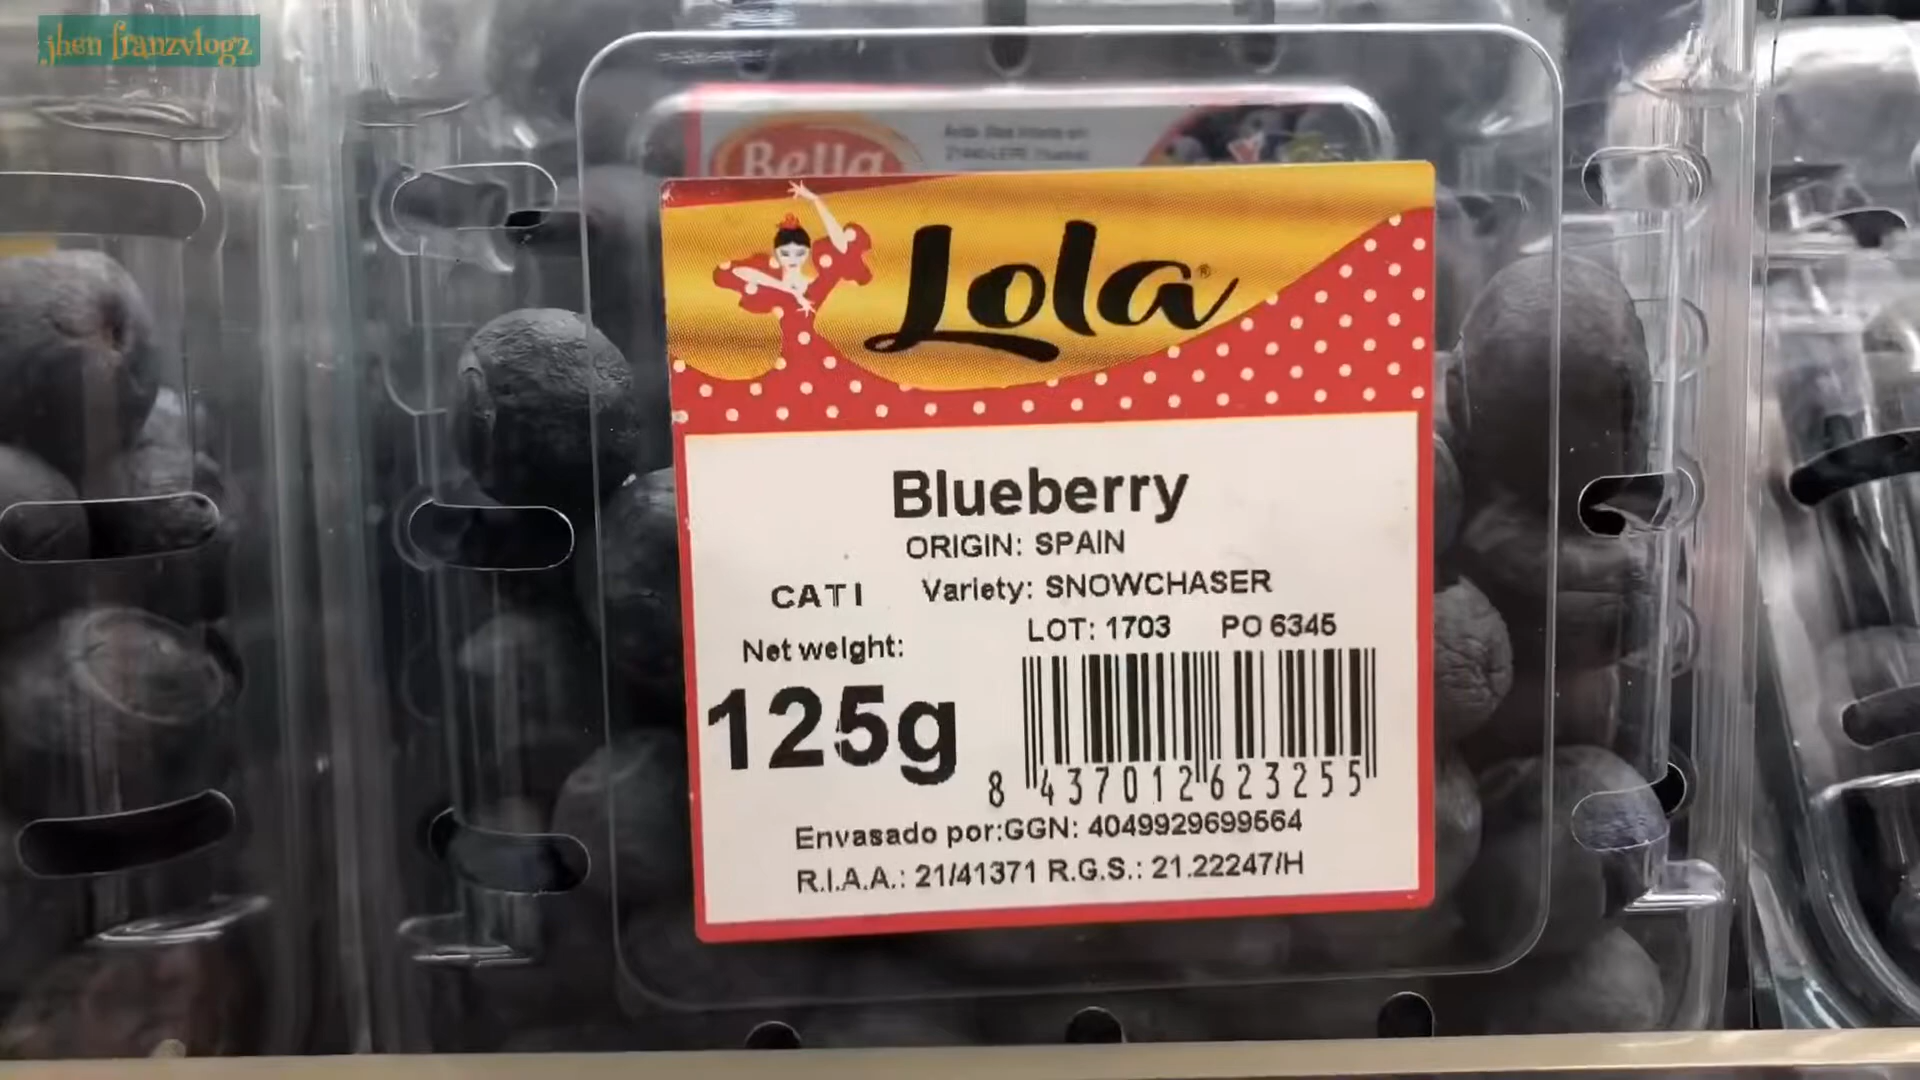 jhen franzvlogz
Bella
Lola®
Blueberry
ORIGIN: SPAIN
CAT I Variety: SNOWCHASER
LOT: 1703 PO 6345
Net weight:
125g
8 437012 623255
Envasado por:GGN: 4049929699564
R.I.A.A.: 21/41371 R.G.S.: 21.22247/H